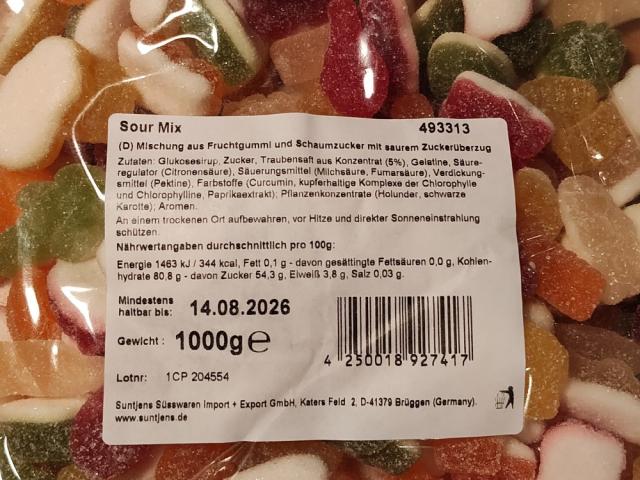 Sour Mix 493313
(D) Mischung aus Fruchtgummi und Schaumzucker mit saurem Zuckerüberzug
Zutaten: Glukosesirup, Zucker, Traubensaft aus Konzentrat (5%), Gelatine, Säure-
regulator (Citronensäure), Säuerungsmittel (Milchsäure, Fumarsäure), Verdickung-
smittel (Pektine), Farbstoffe (Curcumin, kupferhaltige Komplexe der Chlorophylle
und Chlorophylline, Paprikaextrakt); Pflanzenkonzentrate (Holunder, schwarze
Karotte); Aromen.
An einem trockenen Ort aufbewahren, vor Hitze und direkter Sonneneinstrahlung
schützen.
Nährwertangaben durchschnittlich pro 100g:
Energie 1463 kJ / 344 kcal, Fett 0,1 g - davon gesättigte Fettsäuren 0,0 g, Kohlen-
hydrate 80,8 g - davon Zucker 54,3 g, Eiweiß 3,8 g, Salz 0,03 g.
Mindestens
haltbar bis: 14.08.2026
Gewicht : 1000g e
4 250018 927417
Lotnr: 1CP 204554
Suntjens Süsswaren Import + Export GmbH, Katers Feld 2, D-41379 Brüggen (Germany).
www.suntjens.de